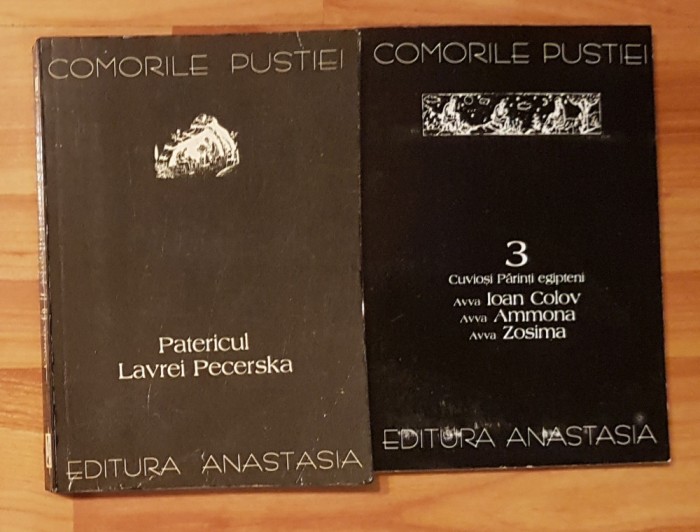 COMORILE PUSTIEI
Patericul
Lavrei Pecerska
EDITURA ANASTASIA
COMORILE PUSTIEI
3
Cuvioși Părinți egipteni
Avva Ioan Colov
Avva Ammona
Avva Zosima
EDITURA ANASTASIA